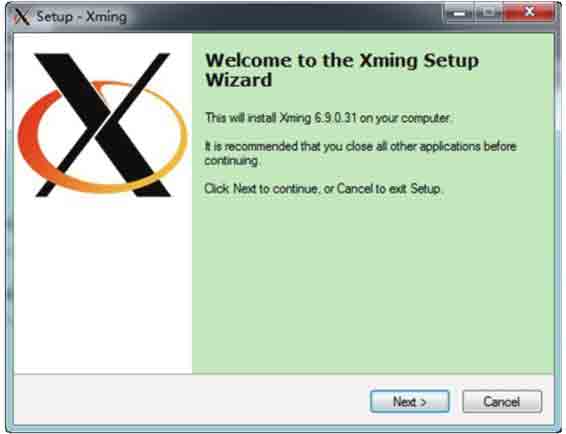 Setup - Xming
Welcome to the Xming Setup
Wizard
This will install Xming 6.9.0.31 on your computer.
It is recommended that you close all other applications before
continuing.
Click Next to continue, or Cancel to exit Setup.
Next >
Cancel